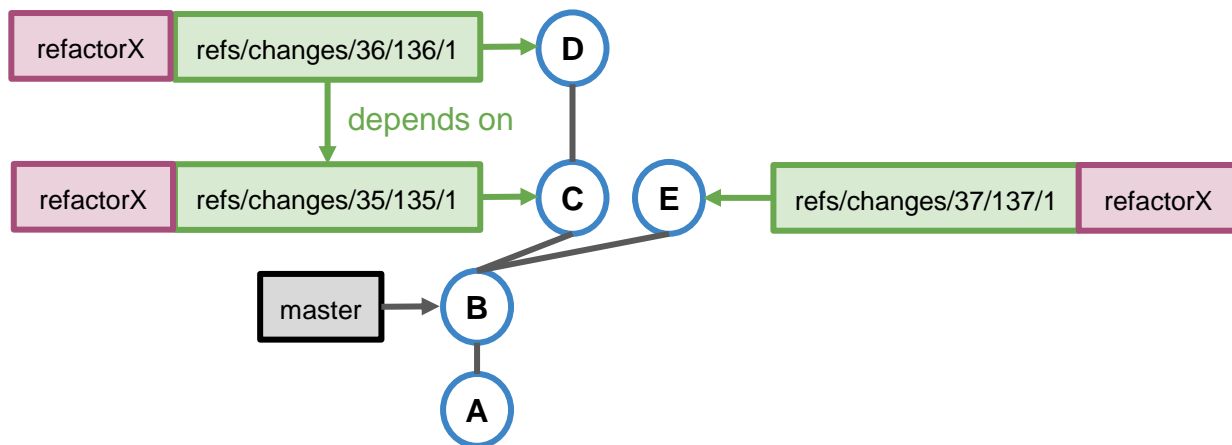 refactorX refs/changes/36/136/1 D
depends on
refactorX refs/changes/35/135/1 C E refs/changes/37/137/1 refactorX
master B
A